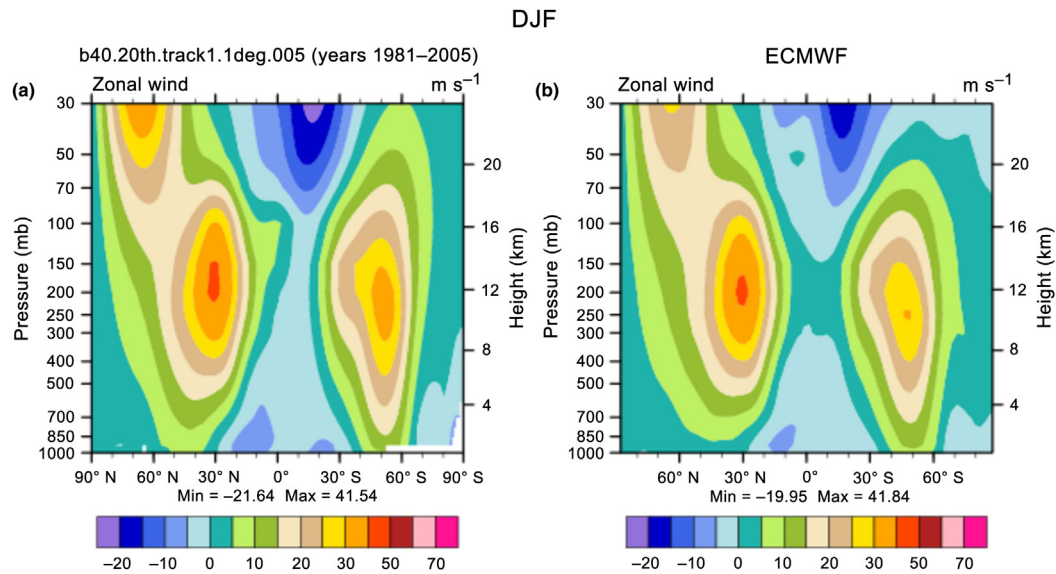 DJF
b40.20th.track1.1deg.005 (years 1981–2005)
(a) Zonal wind m s–1
30
50
70
100
150
200
250
300
400
500
700
850
1000
Pressure (mb)
20
16
12
8
4
Height (km)
90° N 60° N 30° N 0° 30° S 60° S 90° S
Min = –21.64 Max = 41.54
–20 –10 0 10 20 30 50 70
ECMWF
(b) Zonal wind m s–1
30
50
70
100
150
200
250
300
400
500
700
850
1000
Pressure (mb)
20
16
12
8
4
Height (km)
60° N 30° N 0° 30° S 60° S
Min = –19.95 Max = 41.84
–20 –10 0 10 20 30 50 70